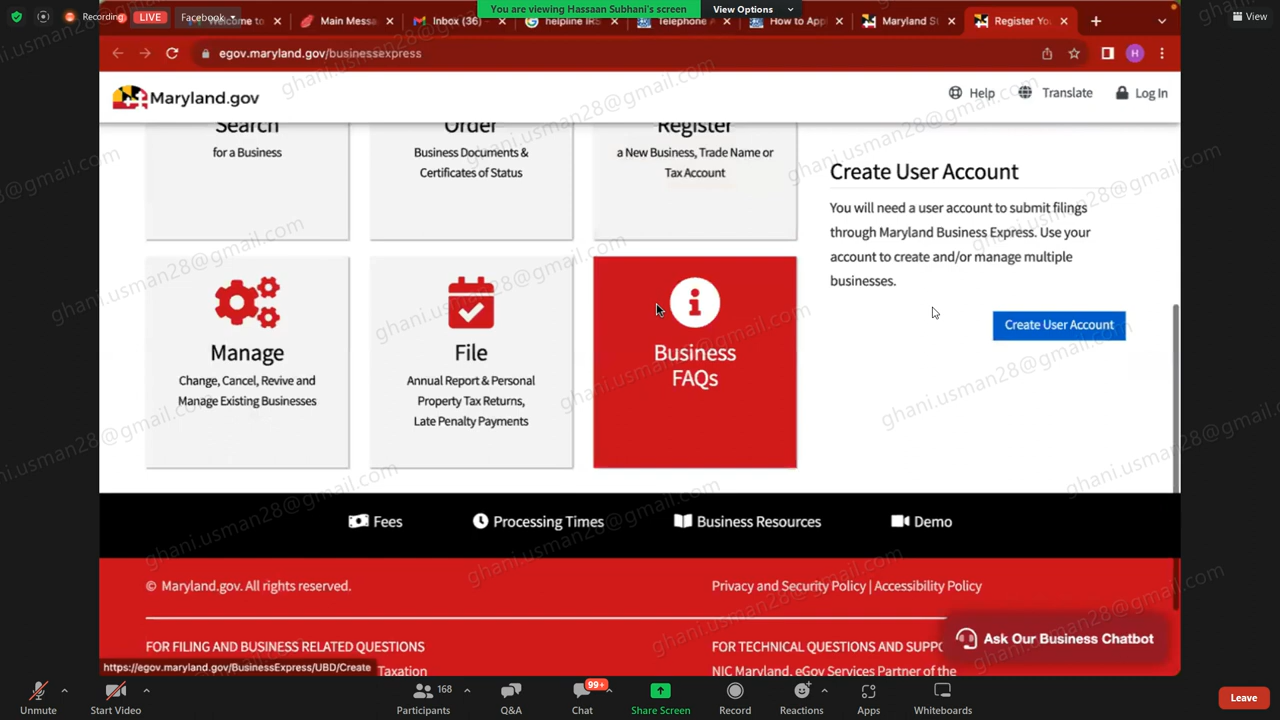 Recording
LIVE
Facebook
You are viewing Hassaan Subhani's screen
View Options
View
Main Messa
Inbox (36)
helpline IRS
Telephone
How to Appl
Maryland S
Register Yo
egov.maryland.gov/businessexpress
H
Maryland.gov
Help
Translate
Log In
Search
for a Business
Order
Business Documents &
Certificates of Status
Register
a New Business, Trade Name or
Tax Account
Create User Account
You will need a user account to submit filings
through Maryland Business Express. Use your
account to create and/or manage multiple
businesses.
Create User Account
Manage
Change, Cancel, Revive and
Manage Existing Businesses
File
Annual Report & Personal
Property Tax Returns,
Late Penalty Payments
Business
FAQs
Fees
Processing Times
Business Resources
Demo
© Maryland.gov. All rights reserved.
Privacy and Security Policy | Accessibility Policy
FOR FILING AND BUSINESS RELATED QUESTIONS
FOR TECHNICAL QUESTIONS AND SUPPO
Taxation
NIC Maryland, eGov Services Partner of the
Ask Our Business Chatbot
https://egov.maryland.gov/BusinessExpress/UBD/Create
ghani.usman28@gmail.com
Unmute
Start Video
168
Participants
Q&A
99+
Chat
Share Screen
Record
Reactions
Apps
Whiteboards
Leave